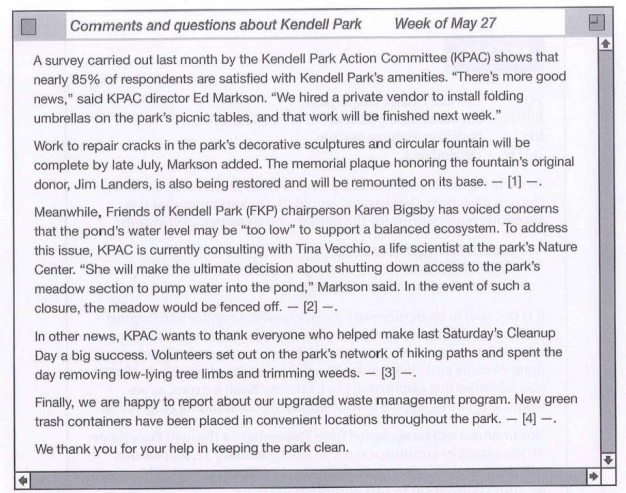 Comments and questions about Kendell Park Week of May 27
A survey carried out last month by the Kendell Park Action Committee (KPAC) shows that
nearly 85% of respondents are satisfied with Kendell Park's amenities. "There's more good
news," said KPAC director Ed Markson. "We hired a private vendor to install folding
umbrellas on the park's picnic tables, and that work will be finished next week."
Work to repair cracks in the park's decorative sculptures and circular fountain will be
complete by late July, Markson added. The memorial plaque honoring the fountain's original
donor, Jim Landers, is also being restored and will be remounted on its base. — [1] —.
Meanwhile, Friends of Kendell Park (FKP) chairperson Karen Bigsby has voiced concerns
that the pond's water level may be "too low" to support a balanced ecosystem. To address
this issue, KPAC is currently consulting with Tina Vecchio, a life scientist at the park's Nature
Center. "She will make the ultimate decision about shutting down access to the park's
meadow section to pump water into the pond," Markson said. In the event of such a
closure, the meadow would be fenced off. — [2] —.
In other news, KPAC wants to thank everyone who helped make last Saturday's Cleanup
Day a big success. Volunteers set out on the park's network of hiking paths and spent the
day removing low-lying tree limbs and trimming weeds. — [3] —.
Finally, we are happy to report about our upgraded waste management program. New green
trash containers have been placed in convenient locations throughout the park. — [4] —.
We thank you for your help in keeping the park clean.